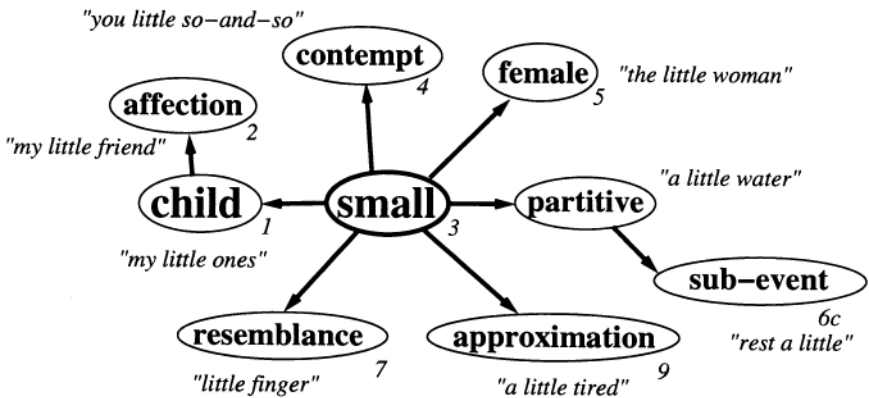 "you little so−and−so"
contempt
4
female
5
"the little woman"
affection
2
"my little friend"
child
1
"my little ones"
small
3
partitive
"a little water"
sub−event
6c
"rest a little"
resemblance
7
"little finger"
approximation
9
"a little tired"